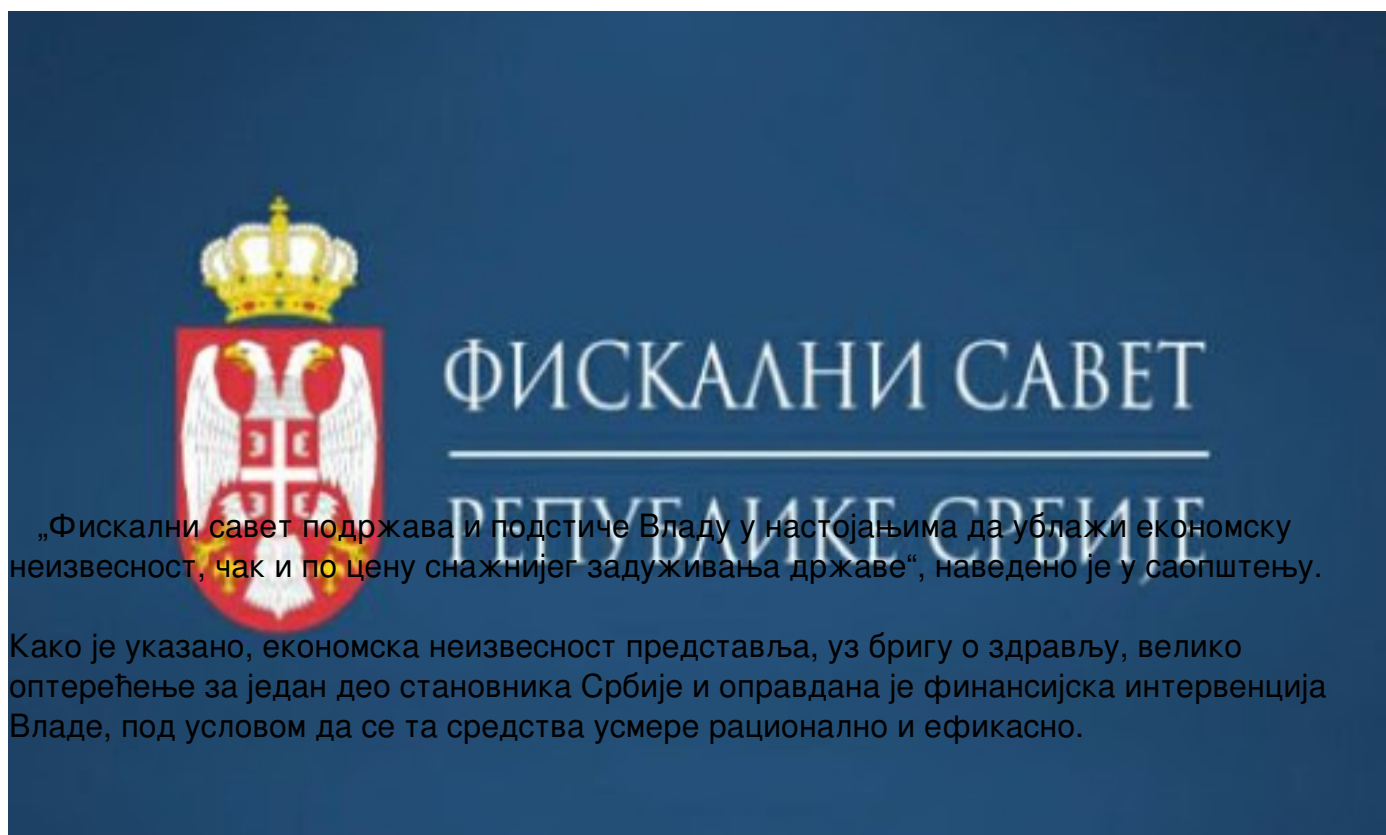 ФИСКАЛНИ САВЕТ
РЕПУБЛИКЕ СРБИЈЕ
„Фискални савет подржава и подстиче Владу у настојањима да ублажи економску
неизвесност, чак и по цену снажнијег задуживања државе“, наведено је у саопштењу.
Како је указано, економска неизвесност представља, уз бригу о здрављу, велико
оптерећење за један део становника Србије и оправдана је финансијска интервенција
Владе, под условом да се та средства усмере рационално и ефикасно.